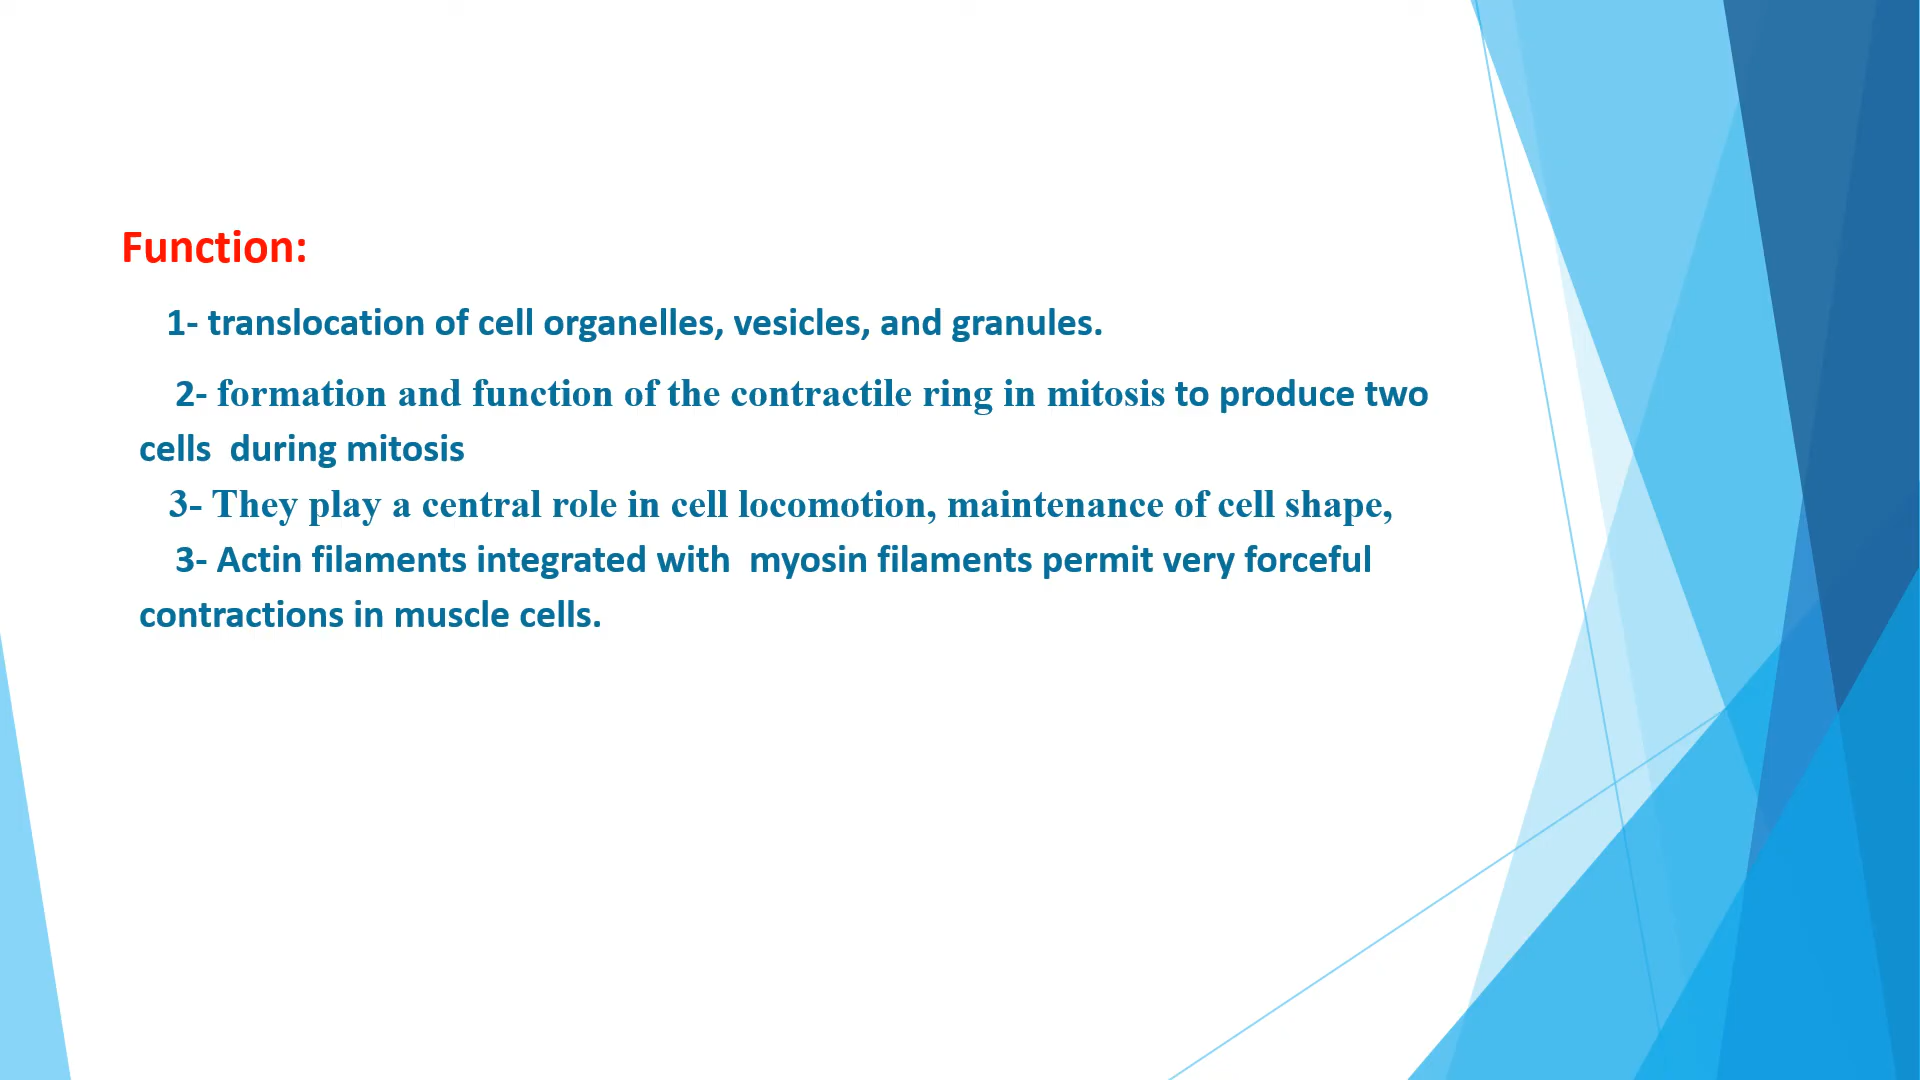 Function:
1- translocation of cell organelles, vesicles, and granules.
2- formation and function of the contractile ring in mitosis to produce two
cells  during mitosis
3- They play a central role in cell locomotion, maintenance of cell shape,
3- Actin filaments integrated with  myosin filaments permit very forceful
contractions in muscle cells.